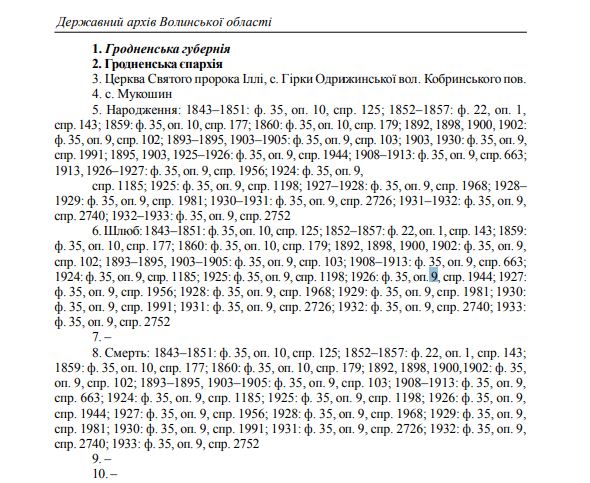 Державний архів Волинської області
1. Гродненська губернія
2. Гродненська єпархія
3. Церква Святого пророка Іллі, с. Гірки Одрижинської вол. Кобринського пов.
4. с. Мукошин
5. Народження: 1843–1851: ф. 35, оп. 10, спр. 125; 1852–1857: ф. 22, оп. 1,
спр. 143; 1859: ф. 35, оп. 10, спр. 177; 1860: ф. 35, оп. 10, спр. 179; 1892, 1898, 1900, 1902:
ф. 35, оп. 9, спр. 102; 1893–1895, 1903–1905: ф. 35, оп. 9, спр. 103; 1903, 1930: ф. 35, оп. 9,
спр. 1991; 1895, 1903, 1925–1926: ф. 35, оп. 9, спр. 1944; 1908–1913: ф. 35, оп. 9, спр. 663;
1913, 1926–1927: ф. 35, оп. 9, спр. 1956; 1924: ф. 35, оп. 9,
спр. 1185; 1925: ф. 35, оп. 9, спр. 1198; 1927–1928: ф. 35, оп. 9, спр. 1968; 1928–
1929: ф. 35, оп. 9, спр. 1981; 1930–1931: ф. 35, оп. 9, спр. 2726; 1931–1932: ф. 35, оп. 9,
спр. 2740; 1932–1933: ф. 35, оп. 9, спр. 2752
6. Шлюб: 1843–1851: ф. 35, оп. 10, спр. 125; 1852–1857: ф. 22, оп. 1, спр. 143; 1859:
ф. 35, оп. 10, спр. 177; 1860: ф. 35, оп. 10, спр. 179; 1892, 1898, 1900, 1902: ф. 35, оп. 9,
спр. 102; 1893–1895, 1903–1905: ф. 35, оп. 9, спр. 103; 1908–1913: ф. 35, оп. 9, спр. 663;
1924: ф. 35, оп. 9, спр. 1185; 1925: ф. 35, оп. 9, спр. 1198; 1926: ф. 35, оп. 9, спр. 1944; 1927:
ф. 35, оп. 9, спр. 1956; 1928: ф. 35, оп. 9, спр. 1968; 1929: ф. 35, оп. 9, спр. 1981; 1930:
ф. 35, оп. 9, спр. 1991; 1931: ф. 35, оп. 9, спр. 2726; 1932: ф. 35, оп. 9, спр. 2740; 1933:
ф. 35, оп. 9, спр. 2752
7. –
8. Смерть: 1843–1851: ф. 35, оп. 10, спр. 125; 1852–1857: ф. 22, оп. 1, спр. 143;
1859: ф. 35, оп. 10, спр. 177; 1860: ф. 35, оп. 10, спр. 179; 1892, 1898, 1900,1902: ф. 35,
оп. 9, спр. 102; 1893–1895, 1903–1905: ф. 35, оп. 9, спр. 103; 1908–1913: ф. 35, оп. 9,
спр. 663; 1924: ф. 35, оп. 9, спр. 1185; 1925: ф. 35, оп. 9, спр. 1198; 1926: ф. 35, оп. 9,
спр. 1944; 1927: ф. 35, оп. 9, спр. 1956; 1928: ф. 35, оп. 9, спр. 1968; 1929: ф. 35, оп. 9,
спр. 1981; 1930: ф. 35, оп. 9, спр. 1991; 1931: ф. 35, оп. 9, спр. 2726; 1932: ф. 35, оп. 9,
спр. 2740; 1933: ф. 35, оп. 9, спр. 2752
9. –
10. –